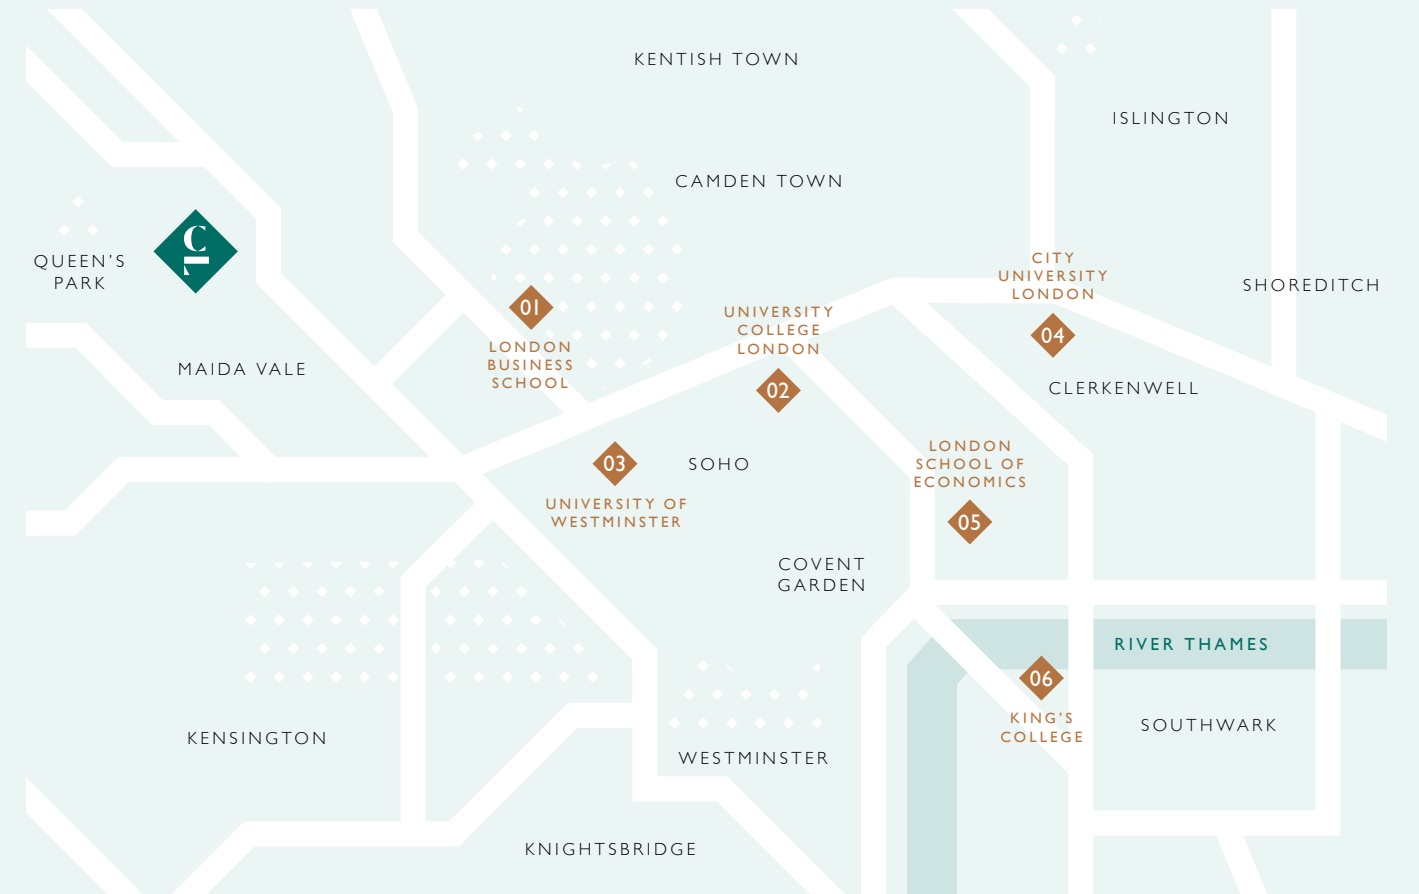 KENTISH TOWN
ISLINGTON
CAMDEN TOWN
QUEEN'S
PARK
CITY
UNIVERSITY
LONDON
04
SHOREDITCH
01
LONDON
BUSINESS
SCHOOL
UNIVERSITY
COLLEGE
LONDON
02
MAIDA VALE
CLERKENWELL
03
UNIVERSITY OF
WESTMINSTER
SOHO
LONDON
SCHOOL OF
ECONOMICS
05
COVENT
GARDEN
RIVER THAMES
06
KING'S
COLLEGE
SOUTHWARK
KENSINGTON
WESTMINSTER
KNIGHTSBRIDGE